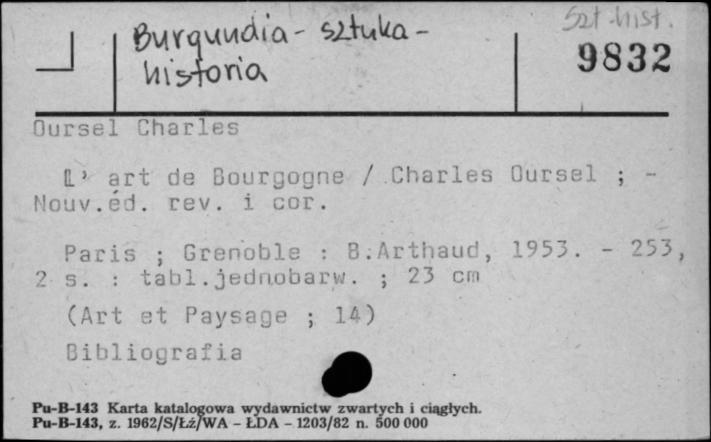 Burgundia - sztuka -
historia
Szt-hist.
9832
Oursel Charles
L' art de Bourgogne / Charles Oursel ; -
Nouv.éd. rev. i cor.
Paris ; Grenoble : B.Arthaud, 1953. - 253,
2 s. : tabl.jednobarw. ; 23 cm
(Art et Paysage ; 14)
Bibliografia
Pu-B-143 Karta katalogowa wydawnictw zwartych i ciągłych.
Pu-B-143, z. 1962/S/Łż/WA - ŁDA - 1203/82 n. 500 000